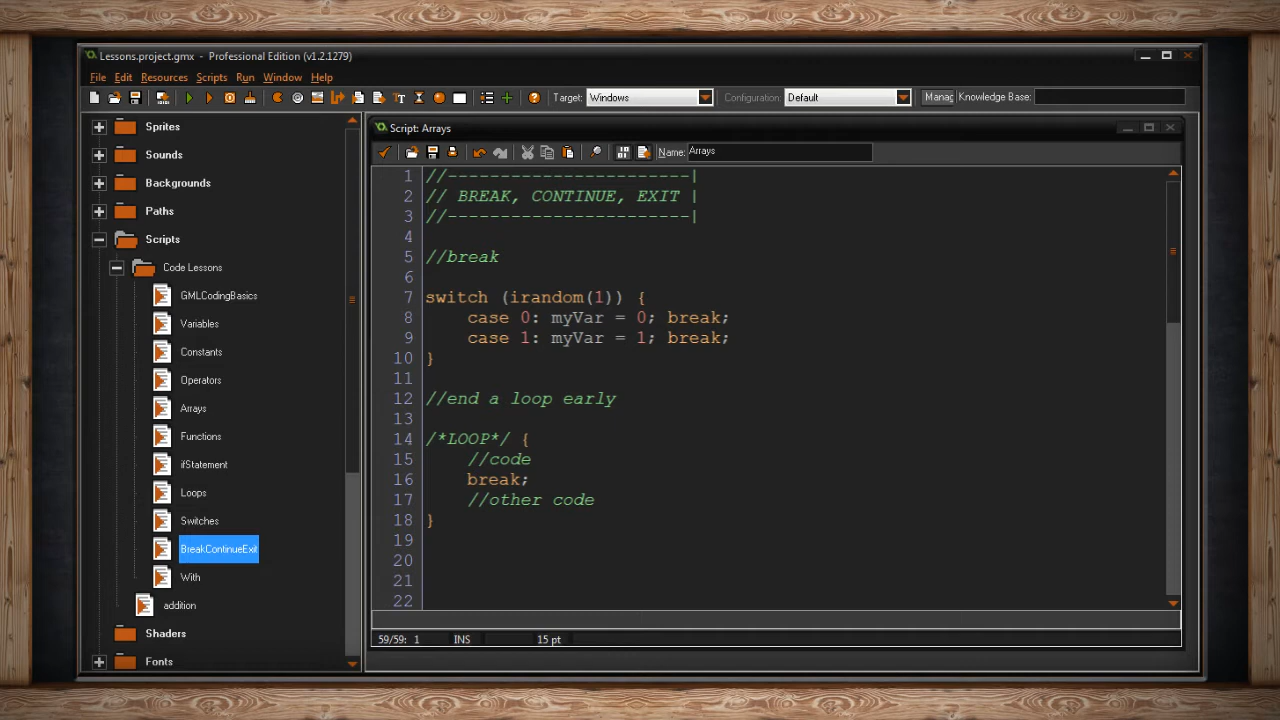 Lessons.project.gmx - Professional Edition (v1.2.1279)
File Edit Resources Scripts Run Window Help
Target: Windows Configuration: Default Manag Knowledge Base:
Sprites
Sounds
Backgrounds
Paths
Scripts
Code Lessons
GMLCodingBasics
Variables
Constants
Operators
Arrays
Functions
ifStatement
Loops
Switches
BreakContinueExit
With
addition
Shaders
Fonts
Script: Arrays
Name: Arrays
1 //-----------------------|
2 // BREAK, CONTINUE, EXIT |
3 //-----------------------|
4
5 //break
6
7 switch (irandom(1)) {
8 case 0: myVar = 0; break;
9 case 1: myVar = 1; break;
10 }
11
12 //end a loop early
13
14 /*LOOP*/ {
15 //code
16 break;
17 //other code
18 }
19
20
21
22
59/59: 1 INS 15 pt